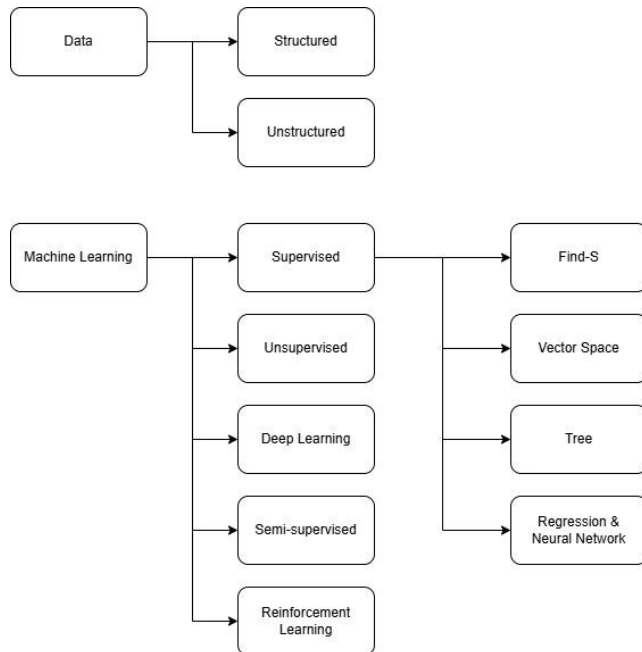 Data
Structured
Unstructured
Machine Learning
Supervised
Find-S
Unsupervised
Vector Space
Deep Learning
Tree
Semi-supervised
Regression &
Neural Network
Reinforcement
Learning